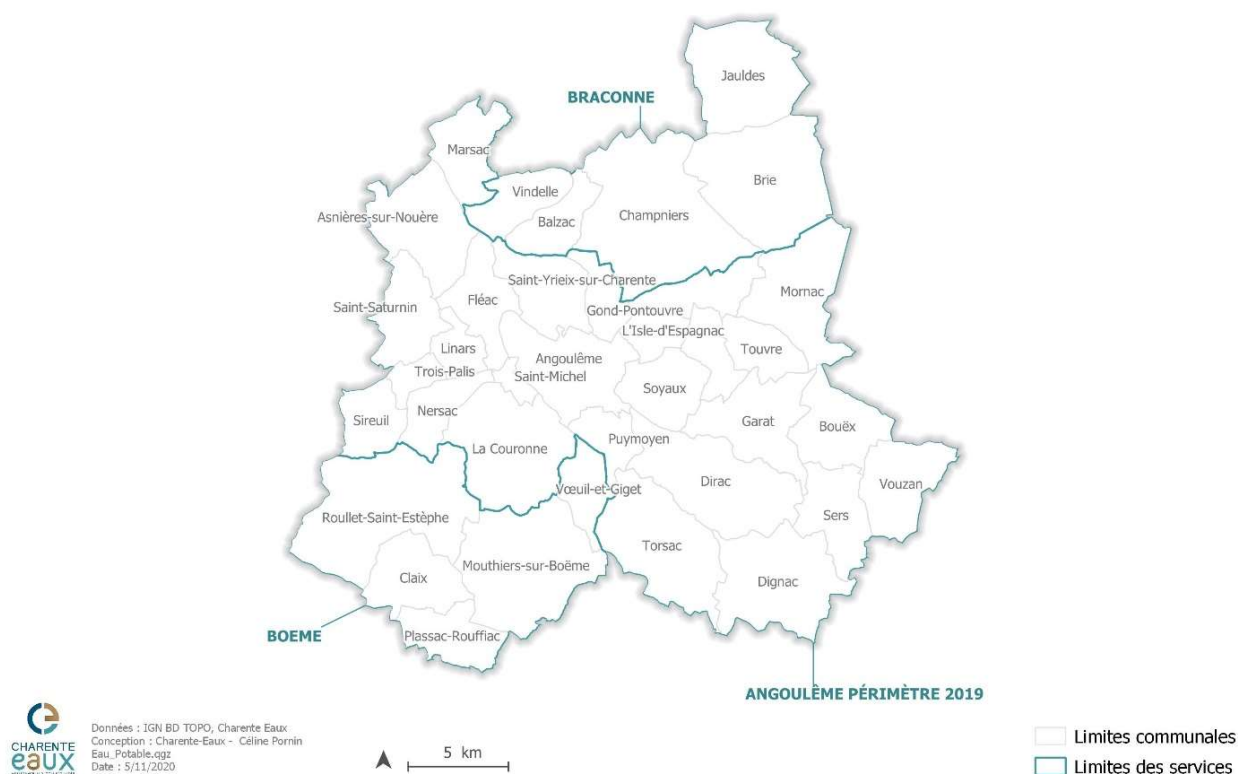 Jauldes
BRACONNE
Marsac
Brie
Vindelle
Asnières-sur-Nouère
Balzac
Champniers
Saint-Yrieix-sur-Charente
Mornac
Fléac
Saint-Saturnin
Gond-Pontouvre
L'Isle-d'Espagnac
Linars
Touvre
Angoulême
Trois-Palis
Saint-Michel
Soyaux
Nersac
Sireuil
Garat
Bouëx
La Couronne
Puymoyen
Dirac
Vouzan
Vœuil-et-Giget
Roullet-Saint-Estèphe
Sers
Torsac
Mouthiers-sur-Boëme
Claix
Dignac
BOEME
Plassac-Rouffiac
ANGOULÊME PÉRIMÈTRE 2019
CHARENTE
eaux
Données : IGN BD TOPO, Charente Eaux
Conception : Charente-Eaux - Céline Pornin
Eau_Potable.qgz
Date : 5/11/2020
5 km
Limites communales
Limites des services